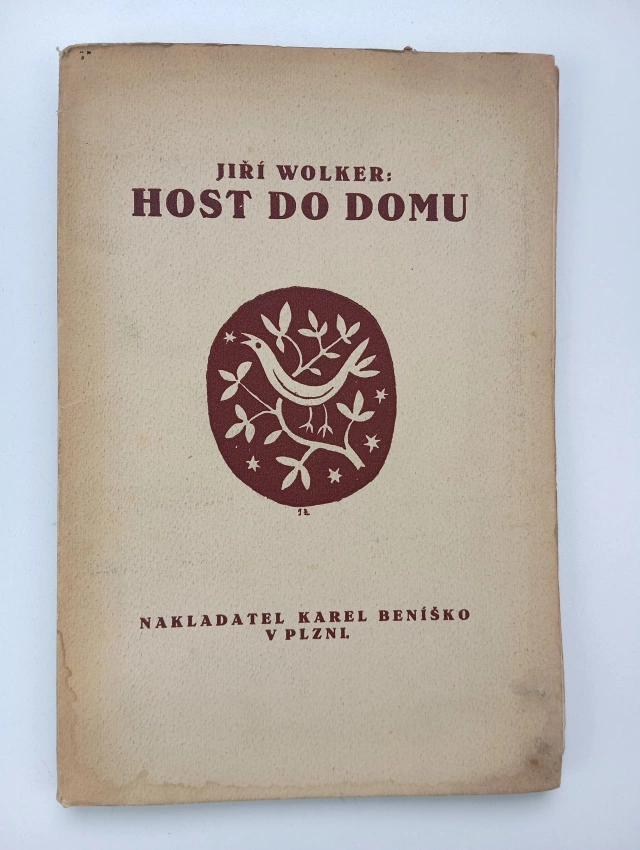 JIŘÍ WOLKER:
HOST DO DOMU
NAKLADATEL KAREL BENÍŠKO
V PLZNI.